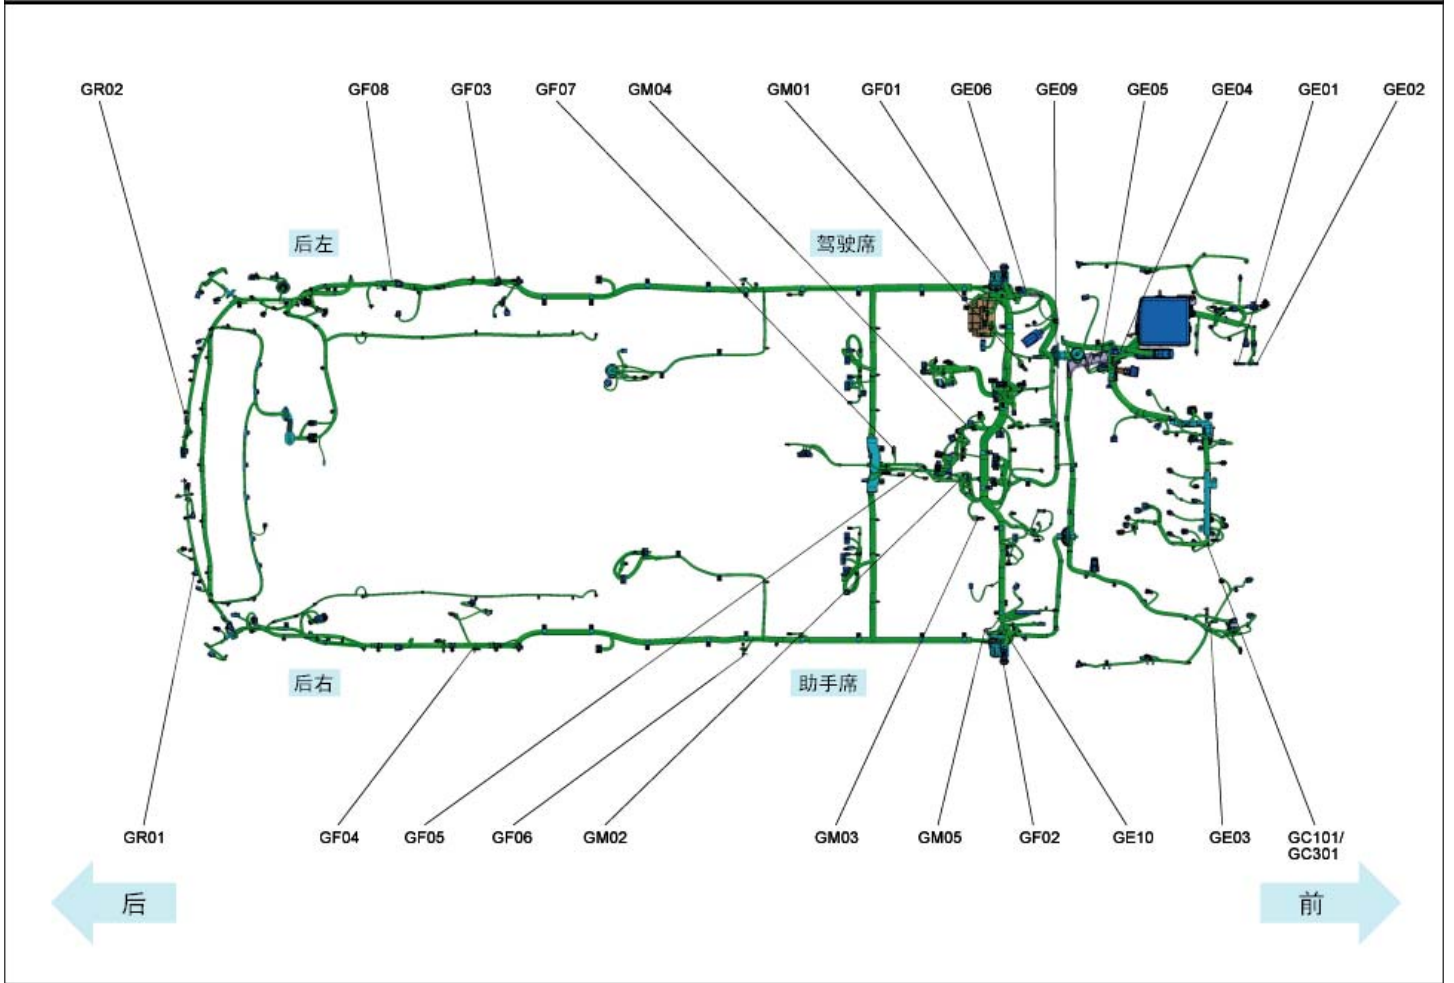 GR02 GF08 GF03 GF07 GM04 GM01 GF01 GE06 GE09 GE05 GE04 GE01 GE02
后左 驾驶席
后右 助手席
GR01 GF04 GF05 GF06 GM02 GM03 GM05 GF02 GE10 GE03 GC101/
GC301
后 前